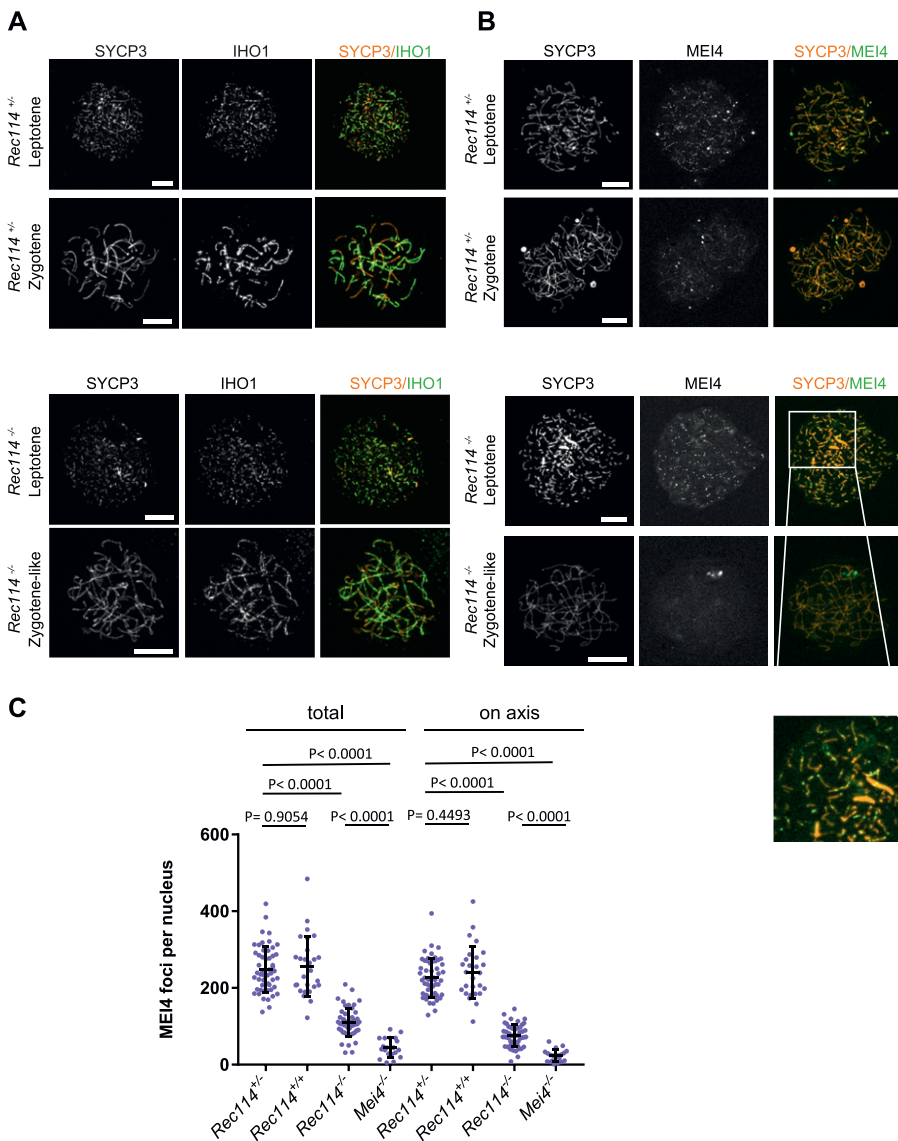 A
SYCP3 IHO1 SYCP3/IHO1
Rec114 +/-
Leptotene
Rec114 +/-
Zygotene
SYCP3 IHO1 SYCP3/IHO1
Rec114 -/-
Leptotene
Rec114 -/-
Zygotene-like
B
SYCP3 MEI4 SYCP3/MEI4
Rec114 +/-
Leptotene
Rec114 +/-
Zygotene
SYCP3 MEI4 SYCP3/MEI4
Rec114 -/-
Leptotene
Rec114 -/-
Zygotene-like
C
total on axis
P< 0.0001 P< 0.0001
P< 0.0001 P< 0.0001
P= 0.9054 P< 0.0001 P= 0.4493 P< 0.0001
MEI4 foci per nucleus
600
400
200
0
Rec114+/- Rec114+/+ Rec114-/- Mei4-/- Rec114+/- Rec114+/+ Rec114-/- Mei4-/-